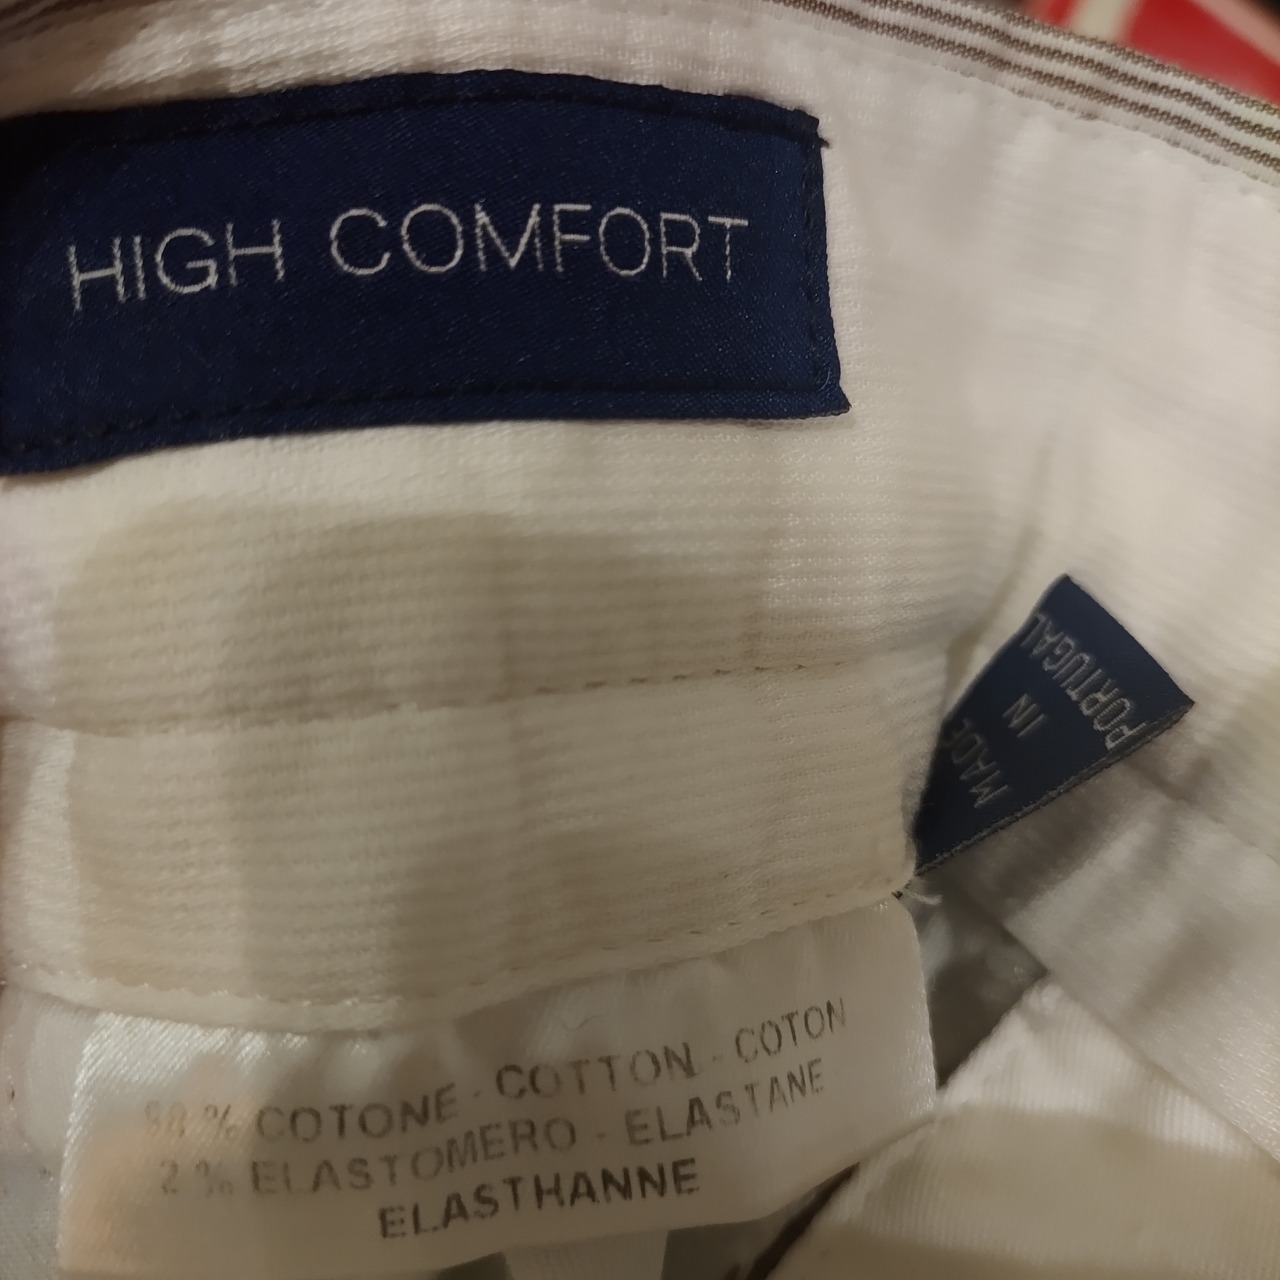 HIGH COMFORT
MADE
IN
PORTUGAL
98 % COTONE - COTTON - COTON
2 % ELASTOMERO - ELASTANE
ELASTHANNE